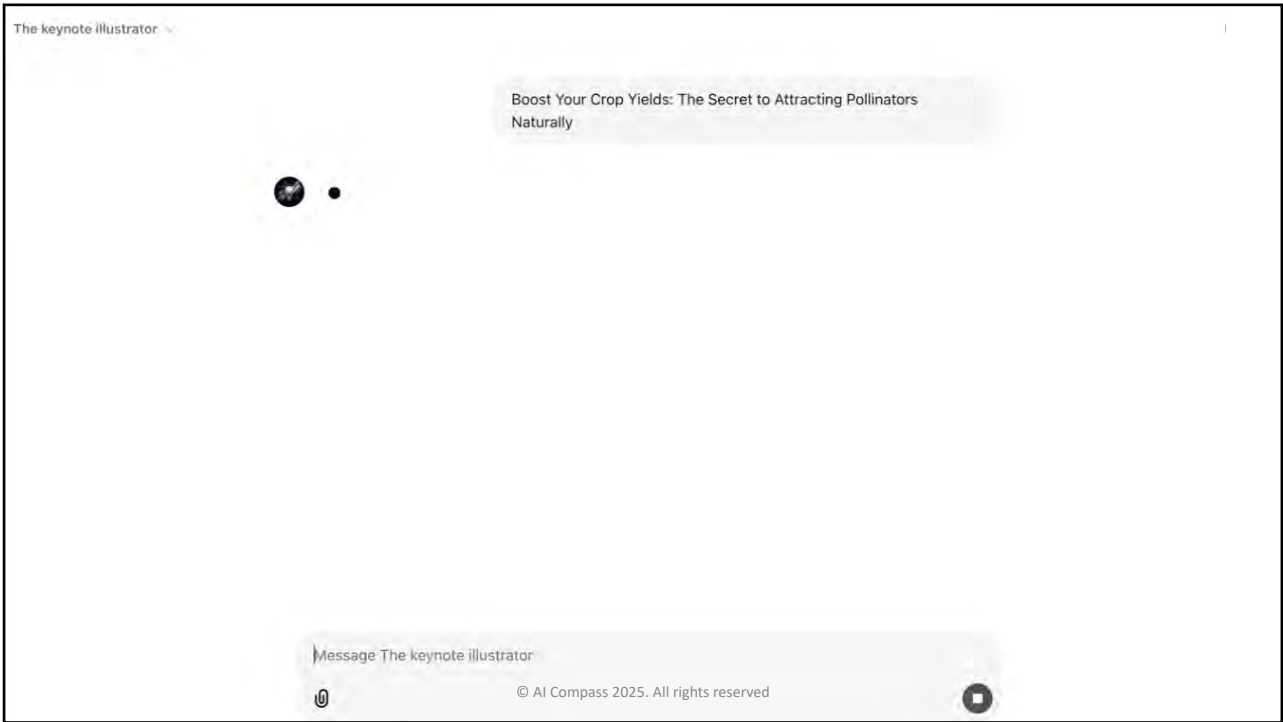 The keynote illustrator
Boost Your Crop Yields: The Secret to Attracting Pollinators
Naturally
Message The keynote illustrator
© AI Compass 2025. All rights reserved